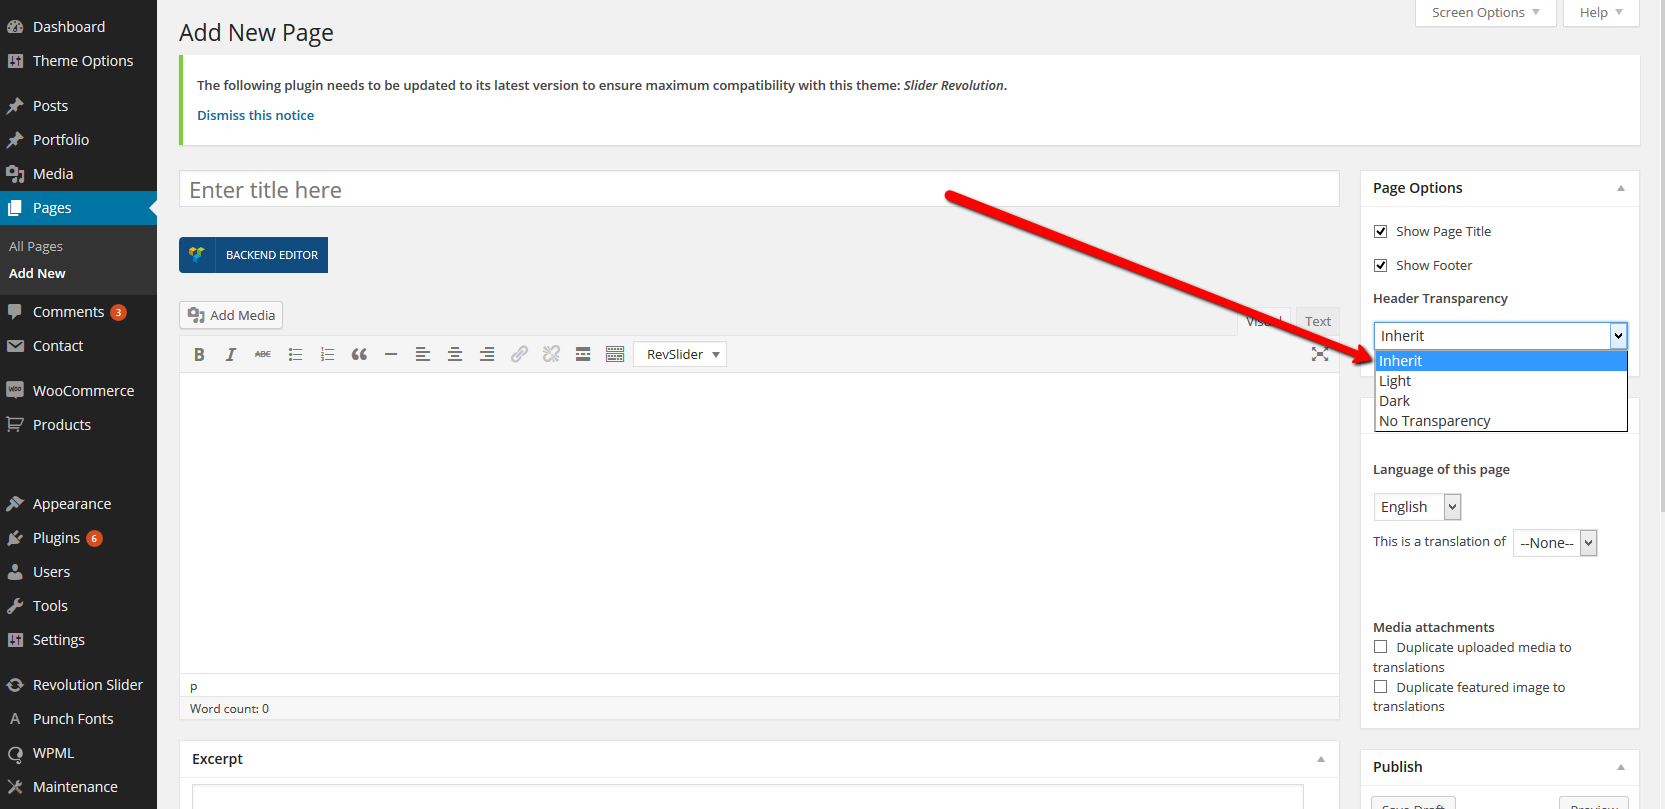 Dashboard
Theme Options
Posts
Portfolio
Media
Pages
All Pages
Add New
Comments 3
Contact
WooCommerce
Products
Appearance
Plugins 6
Users
Tools
Settings
Revolution Slider
Punch Fonts
WPML
Maintenance
Screen Options
Help
Add New Page
The following plugin needs to be updated to its latest version to ensure maximum compatibility with this theme: Slider Revolution.
Dismiss this notice
Enter title here
BACKEND EDITOR
Add Media
Visual
Text
B I ABC
RevSlider
p
Word count: 0
Excerpt
Page Options
Show Page Title
Show Footer
Header Transparency
Inherit
Inherit
Light
Dark
No Transparency
Language of this page
English
This is a translation of --None--
Media attachments
Duplicate uploaded media to
translations
Duplicate featured image to
translations
Publish
Save Draft
Preview